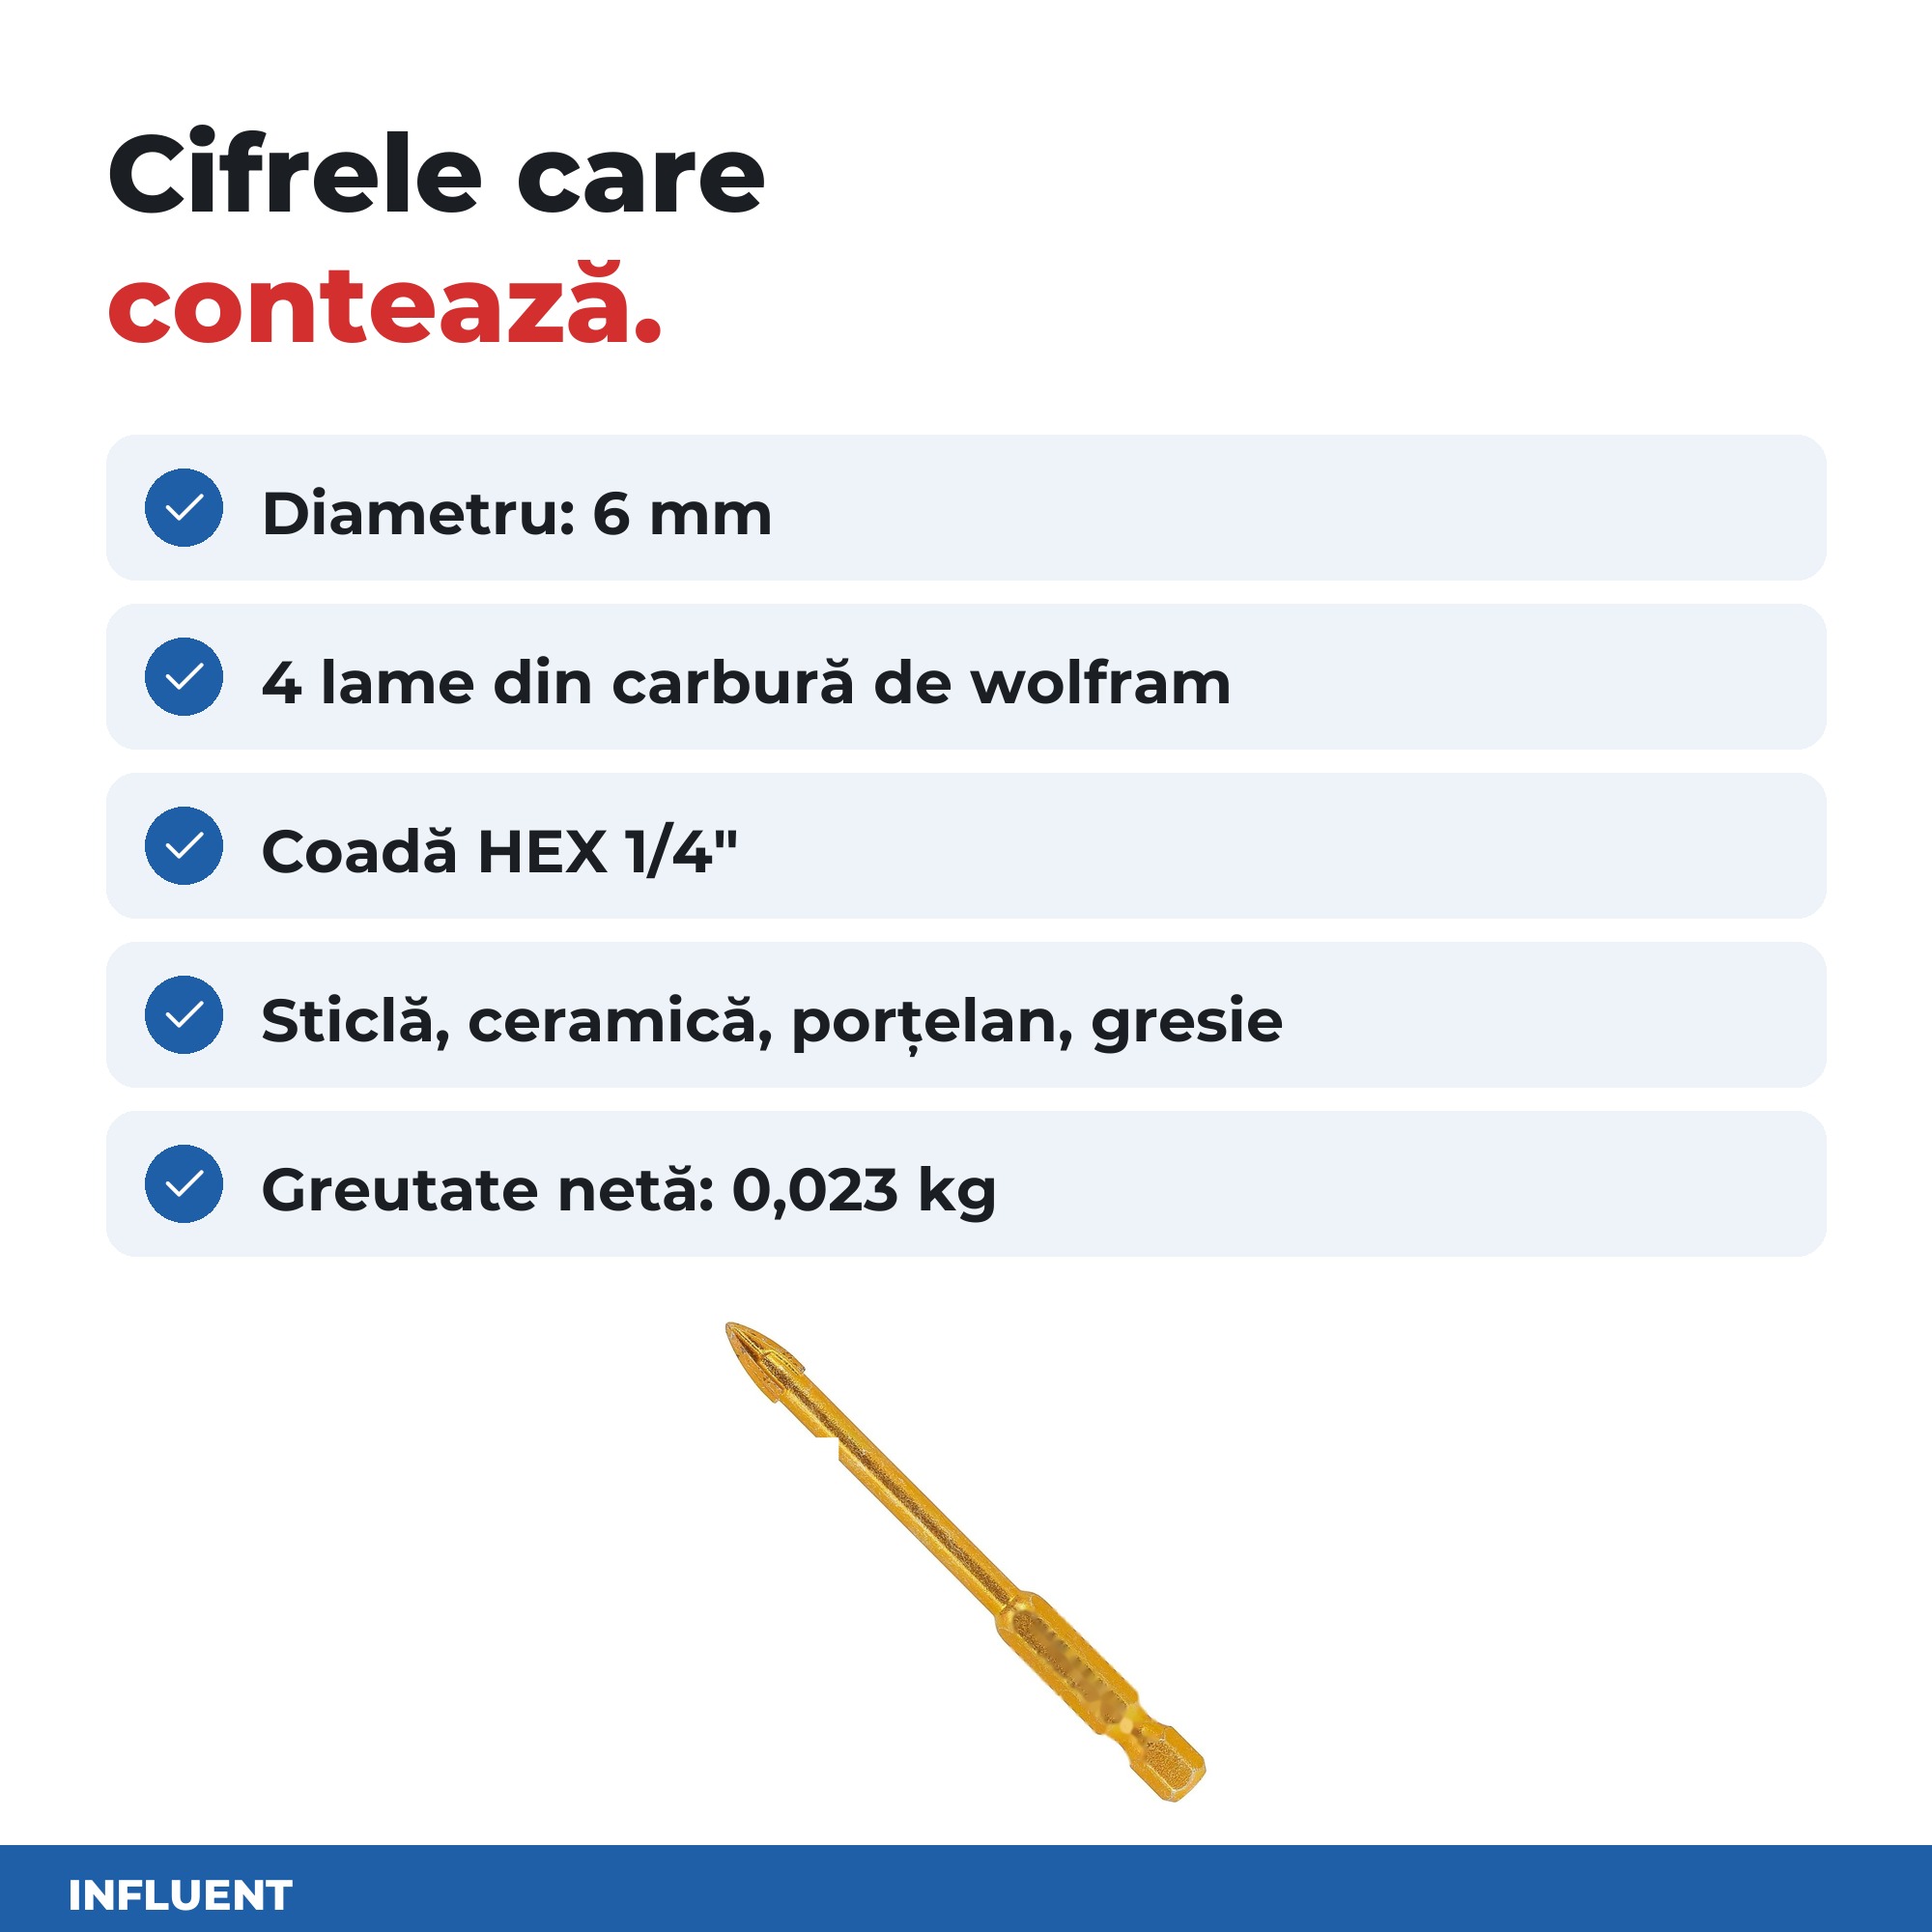 Cifrele care
contează.
Diametru: 6 mm
4 lame din carbură de wolfram
Coadă HEX 1/4"
Sticlă, ceramică, porțelan, gresie
Greutate netă: 0,023 kg
INFLUENT